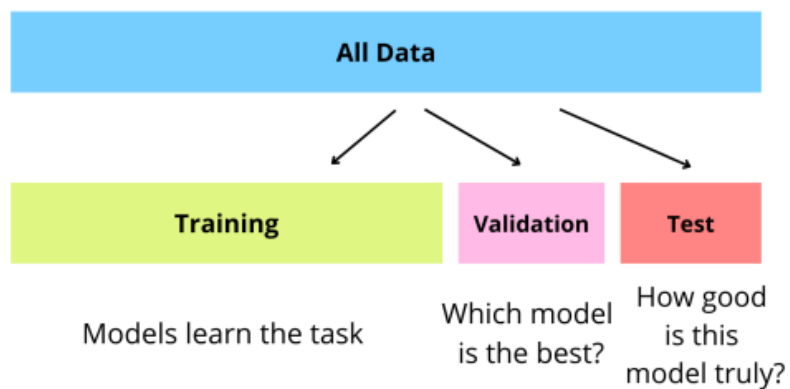 All Data
Training
Validation
Test
Models learn the task
Which model
is the best?
How good
is this
model truly?